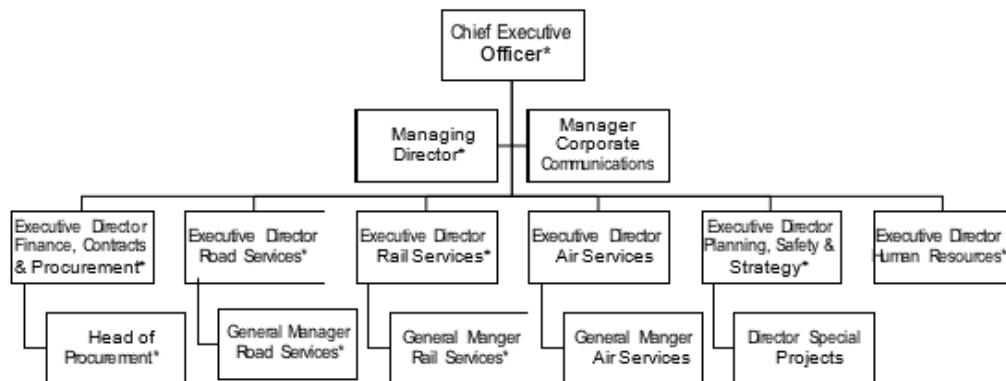 Chief Executive
Officer*
Managing
Director*
Manager
Corporate
Communications
Executive Director
Finance, Contracts
& Procurement*
Executive Director
Road Services*
Executive Director
Rail Services*
Executive Director
Air Services
Executive Director
Planning, Safety &
Strategy*
Executive Director
Human Resources*
Head of
Procurement*
General Manager
Road Services*
General Manger
Rail Services*
General Manger
Air Services
Director Special
Projects